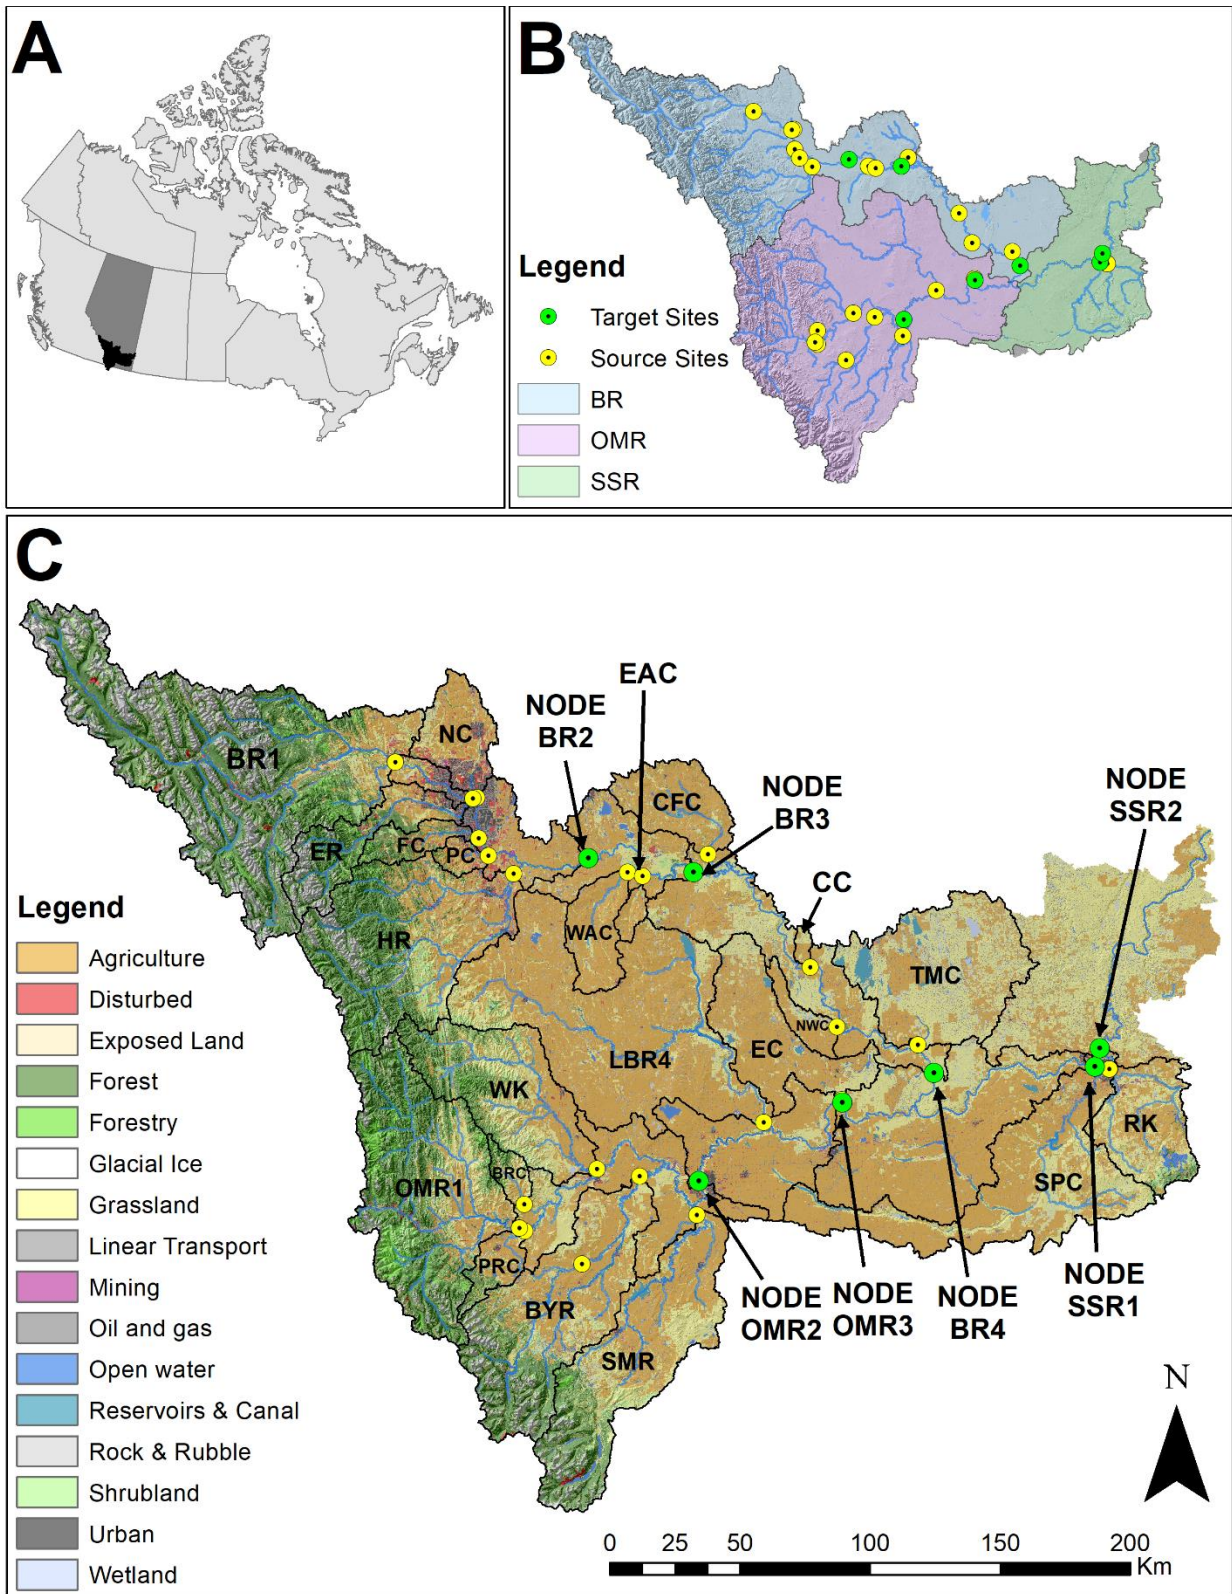 A
B
Legend
Target Sites
Source Sites
BR
OMR
SSR
C
EAC
NODE
BR2
NC
BR1
CFC
NODE
BR3
NODE
SSR2
ER
FC
PC
CC
HR
WAC
TMC
NWC
LBR4
EC
WK
RK
BRC
OMR1
SPC
PRC
BYR
SMR
NODE
OMR2
NODE
OMR3
NODE
BR4
NODE
SSR1
Legend
Agriculture
Disturbed
Exposed Land
Forest
Forestry
Glacial Ice
Grassland
Linear Transport
Mining
Oil and gas
Open water
Reservoirs & Canal
Rock & Rubble
Shrubland
Urban
Wetland
N
0 25 50 100 150 200
Km